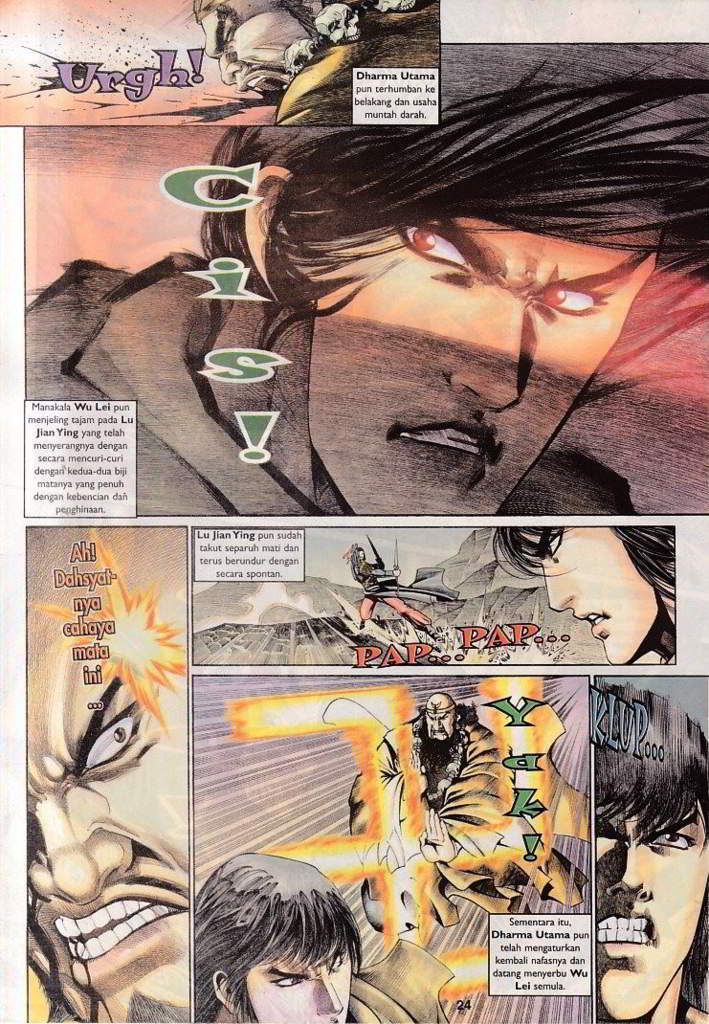 Urgh!
Dharma Utama
pun terhumban ke
belakang dan usaha
muntah darah.
Cis!
Manakala Wu Lei pun
menjeling tajam pada Lu
Jian Ying yang telah
menyerangnya dengan
secara mencuri-curi
dengan kedua-dua biji
matanya yang penuh
dengan kebencian dan
penghinaan.
Ah!
Dahsyat-
nya
cahaya
mata
ini
...
Lu Jian Ying pun sudah
takut separuh mati dan
terus berundur dengan
secara spontan.
PAP... PAP...
Yak!
Sementara itu,
Dharma Utama pun
telah mengaturkan
kembali nafasnya dan
datang menyerbu Wu
Lei semula.
KLUP...
24